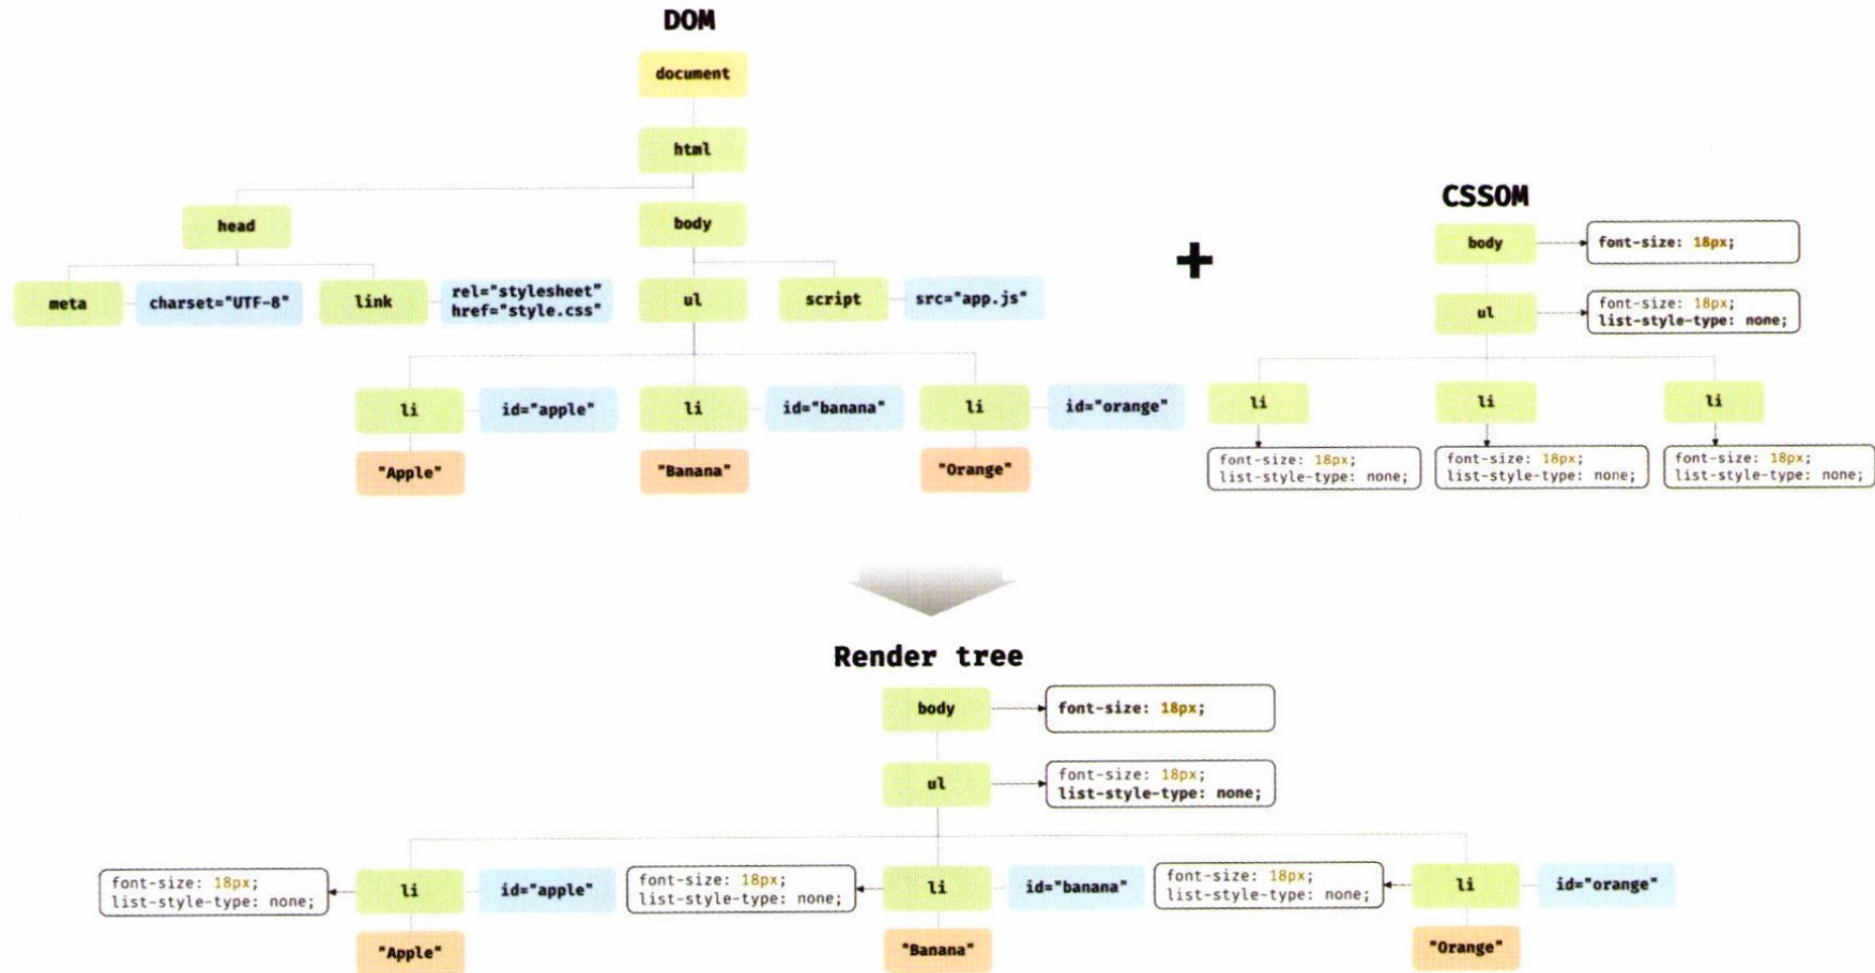 DOM
document
html
head
body
meta
charset="UTF-8"
link
rel="stylesheet"
href="style.css"
ul
script
src="app.js"
li
id="apple"
li
id="banana"
li
id="orange"
"Apple"
"Banana"
"Orange"
+
CSSOM
body
font-size: 18px;
ul
font-size: 18px;
list-style-type: none;
li
li
li
font-size: 18px;
list-style-type: none;
font-size: 18px;
list-style-type: none;
font-size: 18px;
list-style-type: none;
Render tree
body
font-size: 18px;
ul
font-size: 18px;
list-style-type: none;
font-size: 18px;
list-style-type: none;
li
id="apple"
font-size: 18px;
list-style-type: none;
li
id="banana"
font-size: 18px;
list-style-type: none;
li
id="orange"
"Apple"
"Banana"
"Orange"